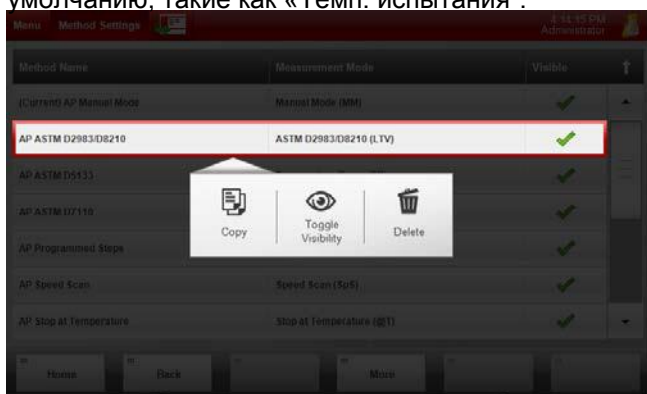 умолчанию, такие как «Темп. испытания".
Menu Method Settings 4:14:15 PM
Administrator
Method Name Measurement Mode Visible
(Current) AP Manual Mode Manual Mode (MM)
AP ASTM D2983/D8210 ASTM D2983/D8210 (LTV)
AP ASTM D5133
AP ASTM D7110
AP Programmed Steps
AP Speed Scan Speed Scan (SpS)
AP Stop at Temperature Stop at Temperature (@T)
Copy
Toggle
Visibility
Delete
Home Back More